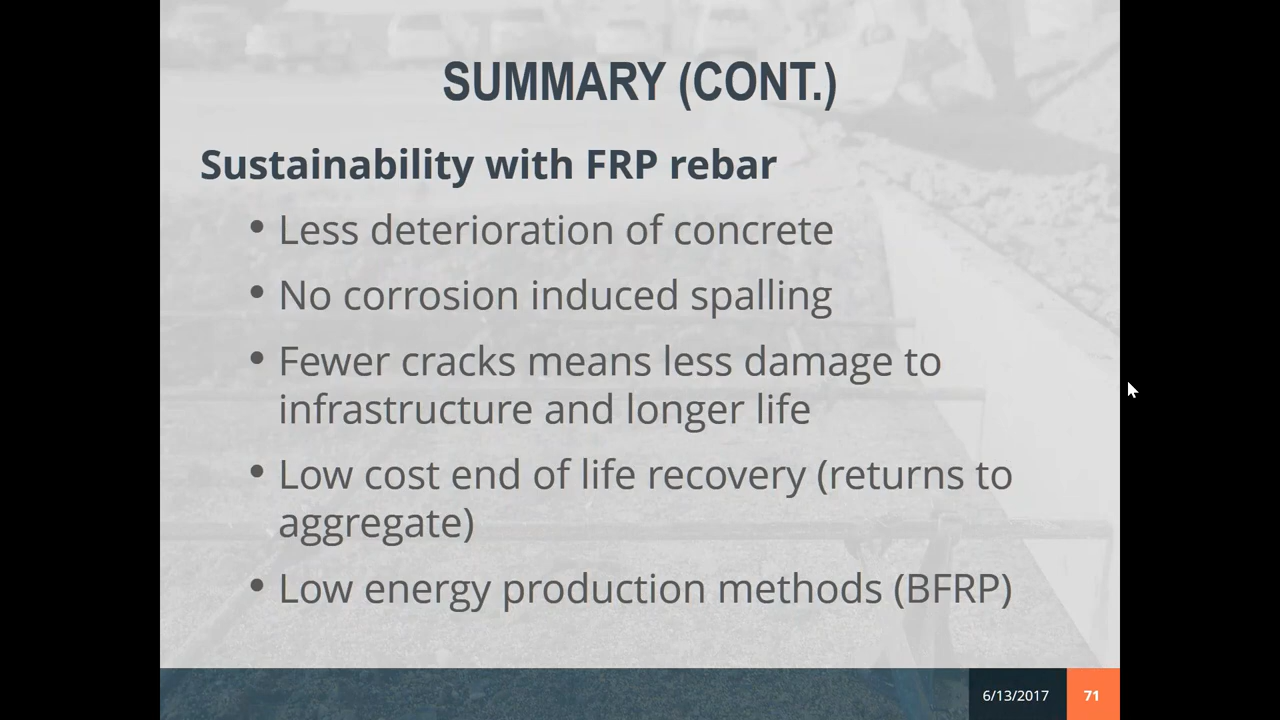 SUMMARY (CONT.)
Sustainability with FRP rebar
• Less deterioration of concrete
• No corrosion induced spalling
• Fewer cracks means less damage to
infrastructure and longer life
• Low cost end of life recovery (returns to
aggregate)
• Low energy production methods (BFRP)
6/13/2017
71